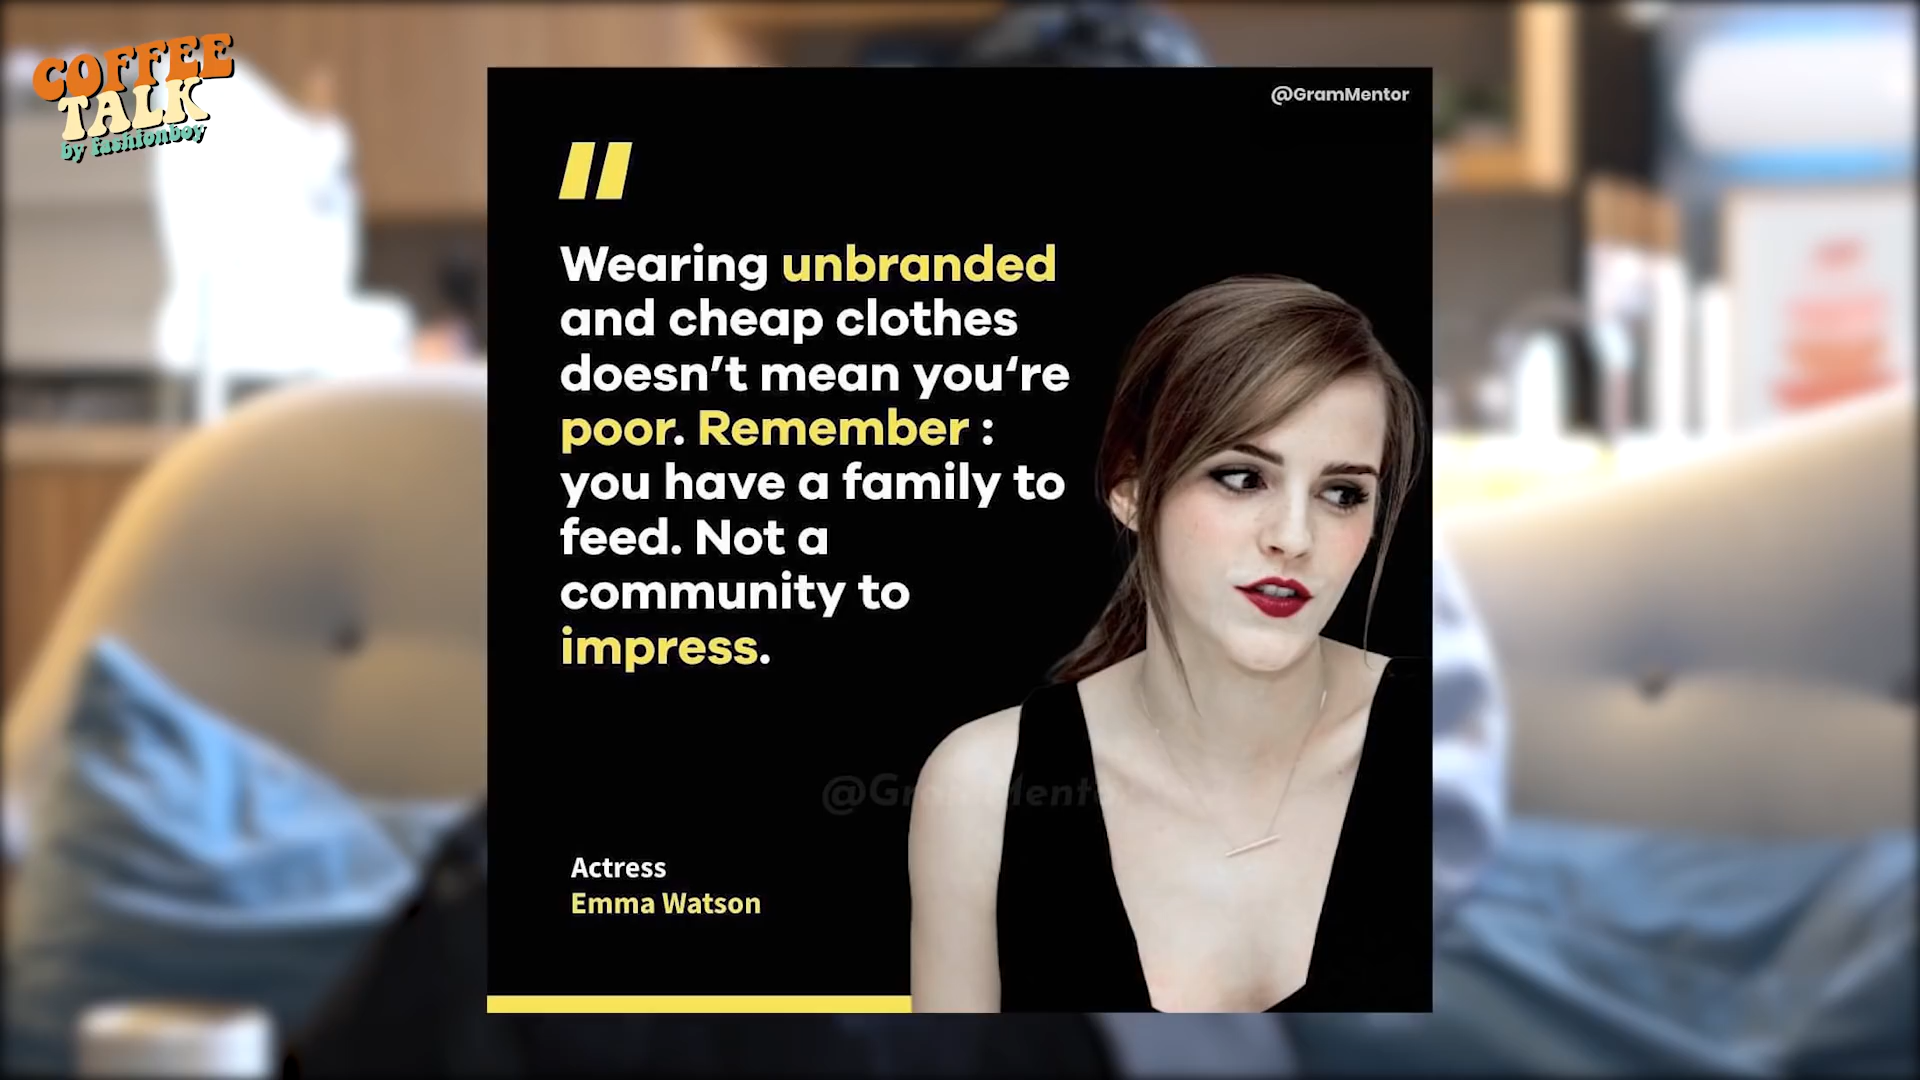 COFFEE
TALK
by fashionboy
@GramMentor
Wearing unbranded
and cheap clothes
doesn’t mean you‘re
poor. Remember :
you have a family to
feed. Not a
community to
impress.
@GramMentor
Actress
Emma Watson